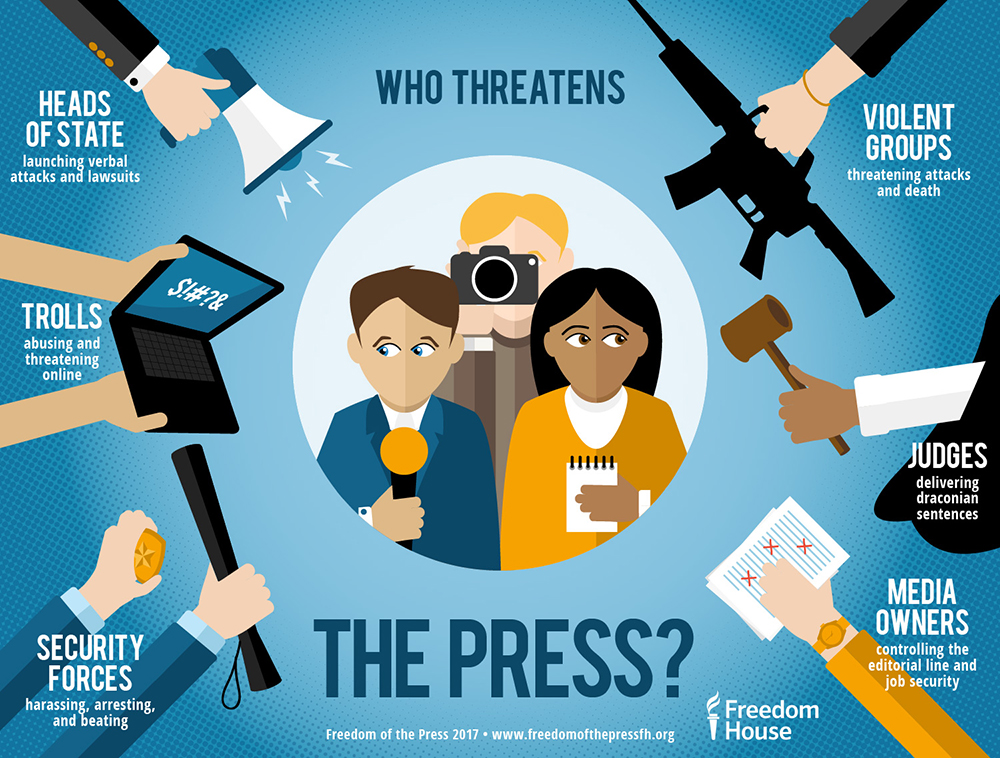 WHO THREATENS
HEADS
OF STATE
launching verbal
attacks and lawsuits
VIOLENT
GROUPS
threatening attacks
and death
$!#?&
TROLLS
abusing and
threatening
online
JUDGES
delivering
draconian
sentences
SECURITY
FORCES
harassing, arresting,
and beating
MEDIA
OWNERS
controlling the
editorial line and
job security
THE PRESS?
Freedom of the Press 2017 • www.freedomofthepressfh.org
Freedom
House